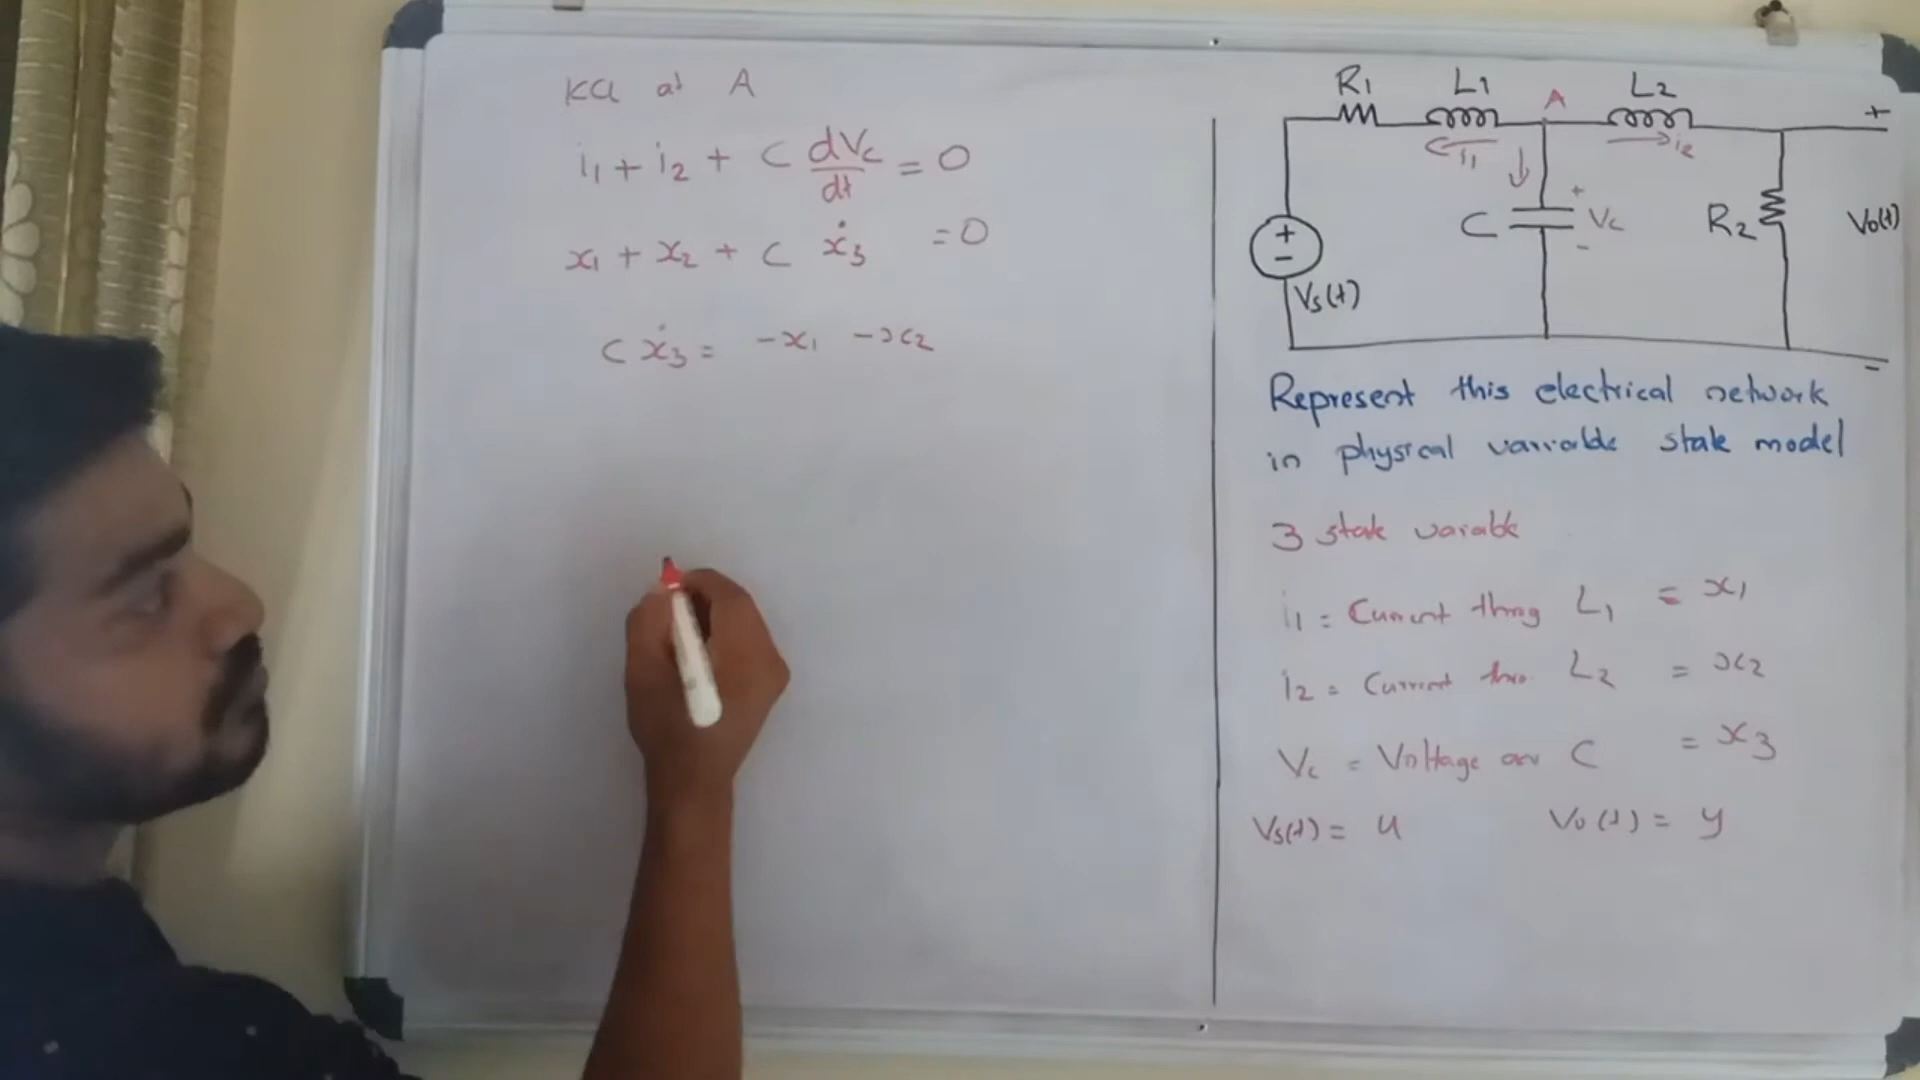 KCL at A
i₁ + i₂ + C dVc/dt = 0
x₁ + x₂ + C ẋ₃ = 0
C ẋ₃ = -x₁ -x₂
R₁ L₁ A L₂ +
i₁ i₂
+
C Vc R₂ Vo(t)
-
+
-
Vs(t)
-
Represent this electrical network
in physical variable state model
3 state variable
i₁ = Current throug L₁ = x₁
i₂ = Current thro L₂ = x₂
Vc = Voltage acr C = x₃
Vs(t) = u Vo(t) = y